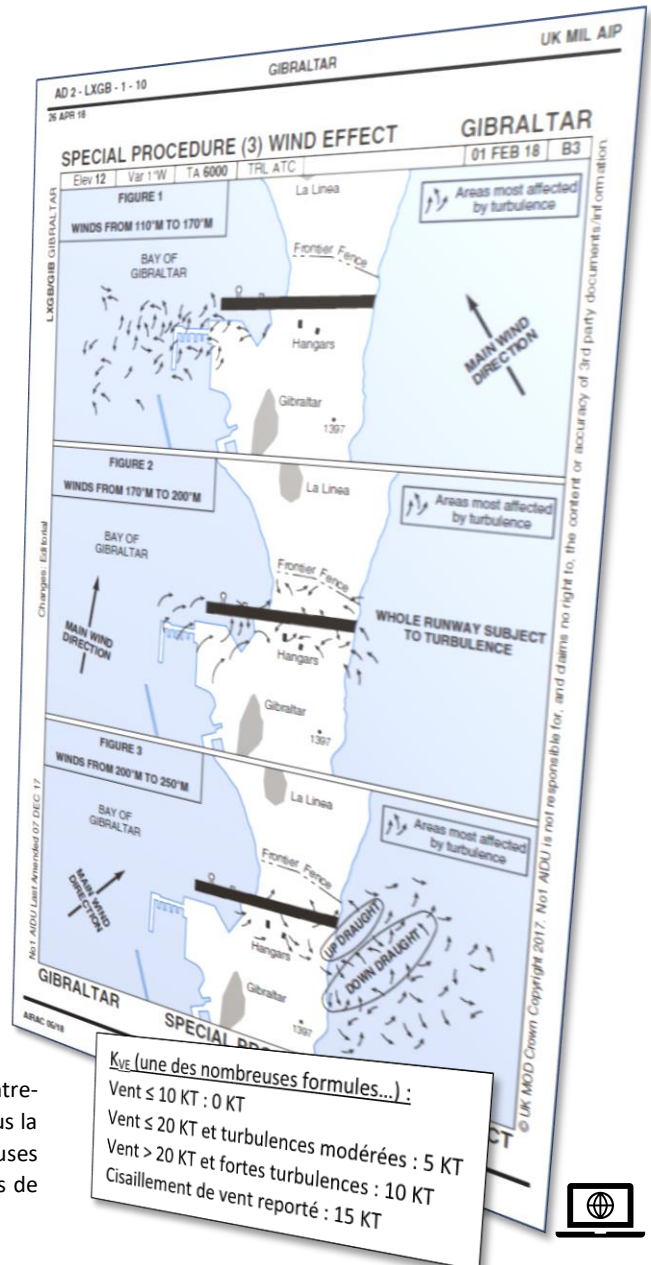 AD 2 - LXGB - 1 - 10
GIBRALTAR
UK MIL AIP
26 APR 18
SPECIAL PROCEDURE (3) WIND EFFECT
GIBRALTAR
Elev 12 Var 1°W TA 6000 TRL ATC
01 FEB 18 B3
LXGB/GIB GIBRALTAR
FIGURE 1
WINDS FROM 110°M TO 170°M
BAY OF
GIBRALTAR
La Linea
Frontier Fence
Hangars
Gibraltar
1397
Areas most affected
by turbulence
MAIN WIND
DIRECTION
Changes: Editorial
FIGURE 2
WINDS FROM 170°M TO 200°M
BAY OF
GIBRALTAR
MAIN WIND
DIRECTION
La Linea
Frontier Fence
Hangars
Gibraltar
1397
Areas most affected
by turbulence
WHOLE RUNWAY SUBJECT
TO TURBULENCE
No1 AIDU Last Amended 07 DEC 17
FIGURE 3
WINDS FROM 200°M TO 250°M
BAY OF
GIBRALTAR
MAIN WIND
DIRECTION
La Linea
Frontier Fence
Hangars
Gibraltar
1397
Areas most affected
by turbulence
UP DRAUGHT
DOWN DRAUGHT
© UK MOD Crown Copyright 2017. No1 AIDU is not responsible for, and claims no right to, the content or accuracy of 3rd party documents/information
GIBRALTAR
SPECIAL
AIRAC 06/18
CT
ntre-
us la
uses
s de
KVE (une des nombreuses formules...) :
Vent ≤ 10 KT : 0 KT
Vent ≤ 20 KT et turbulences modérées : 5 KT
Vent > 20 KT et fortes turbulences : 10 KT
Cisaillement de vent reporté : 15 KT